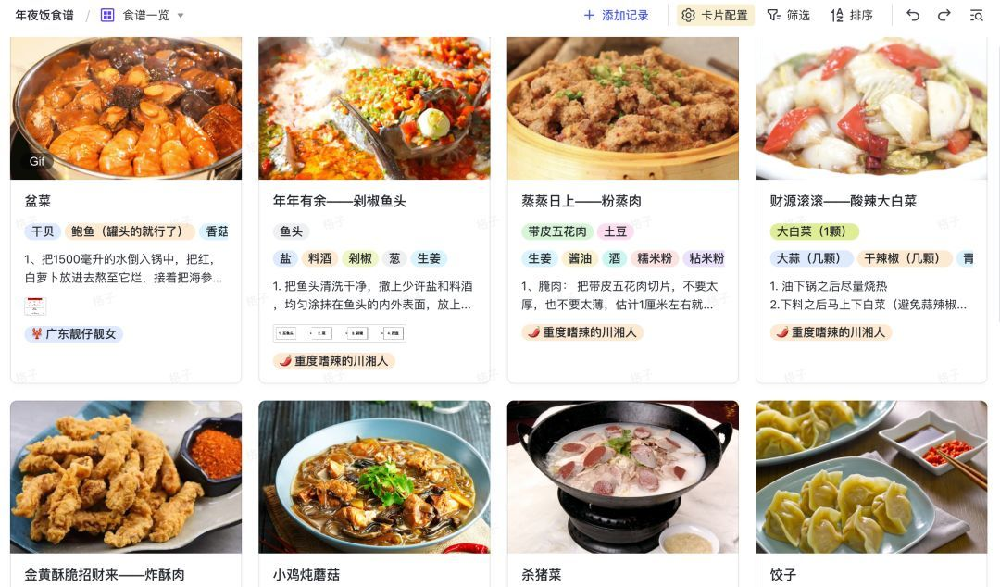 年夜饭食谱 / 食谱一览
添加记录 卡片配置 筛选 排序
Gif
盆菜
干贝 鲍鱼（罐头的就行了） 香菇
1、把1500毫升的水倒入锅中，把红，
白萝卜放进去熬至它烂，接着把海参...
🦞 广东靓仔靓女
年年有余——剁椒鱼头
鱼头
盐 料酒 剁椒 葱 生姜
1. 把鱼头清洗干净，撒上少许盐和料酒
，均匀涂抹在鱼头的内外表面，放上...
🌶️ 重度嗜辣的川湘人
蒸蒸日上——粉蒸肉
带皮五花肉 土豆
生姜 酱油 酒 糯米粉 粘米粉
1、腌肉： 把带皮五花肉切片，不要太
厚，也不要太薄，估计1厘米左右就...
🌶️ 重度嗜辣的川湘人
财源滚滚——酸辣大白菜
大白菜（1颗）
大蒜（几颗） 干辣椒（几颗） 青
1. 油下锅之后尽量烧热
2.下料之后马上下白菜（避免蒜辣椒...
🌶️ 重度嗜辣的川湘人
金黄酥脆招财来——炸酥肉
小鸡炖蘑菇
杀猪菜
饺子